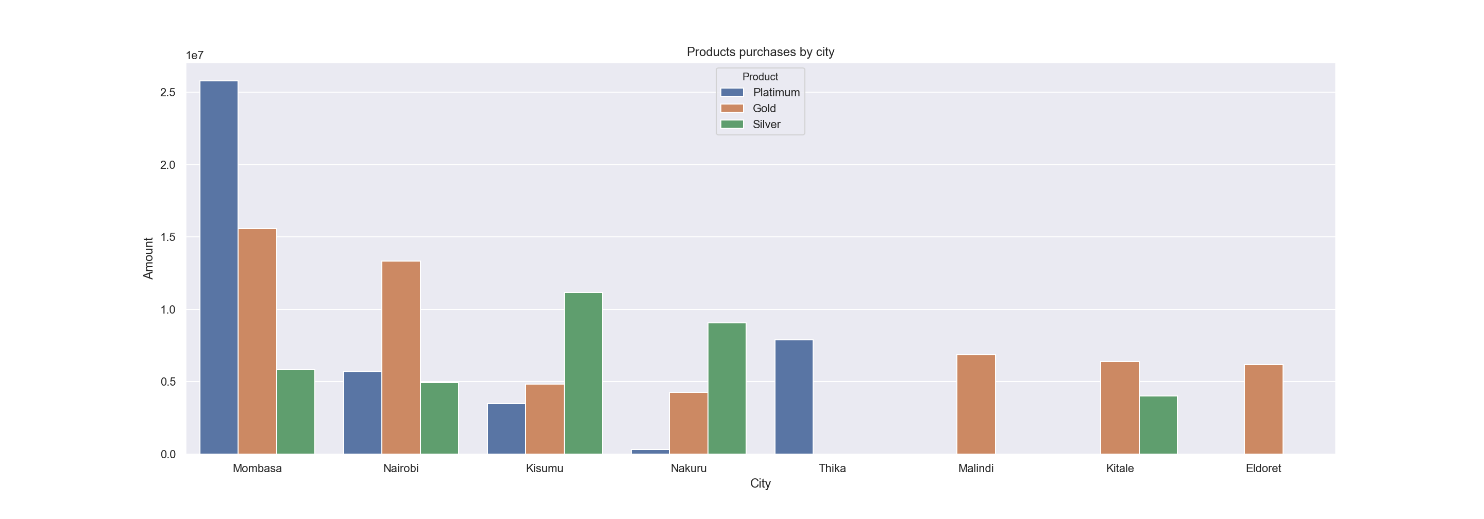 Products purchases by city
1e7
Product
Platimum
Gold
Silver
2.5
2.0
1.5
1.0
0.5
0.0
Amount
Mombasa Nairobi Kisumu Nakuru Thika Malindi Kitale Eldoret
City